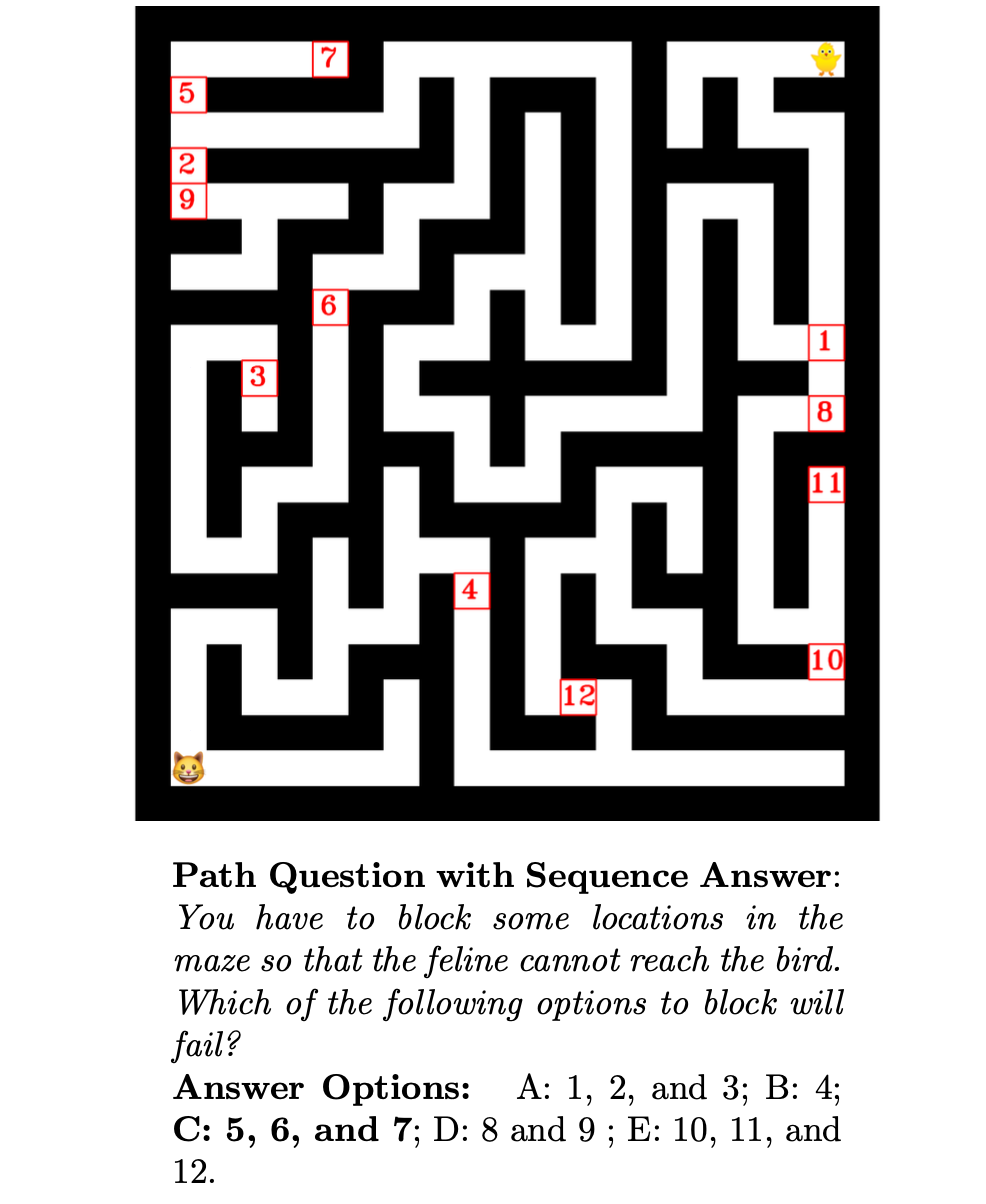 7
5
2
9
6
1
3
8
11
4
10
12
Path Question with Sequence Answer:
You have to block some locations in the
maze so that the feline cannot reach the bird.
Which of the following options to block will
fail?
Answer Options: A: 1, 2, and 3; B: 4;
C: 5, 6, and 7; D: 8 and 9 ; E: 10, 11, and
12.